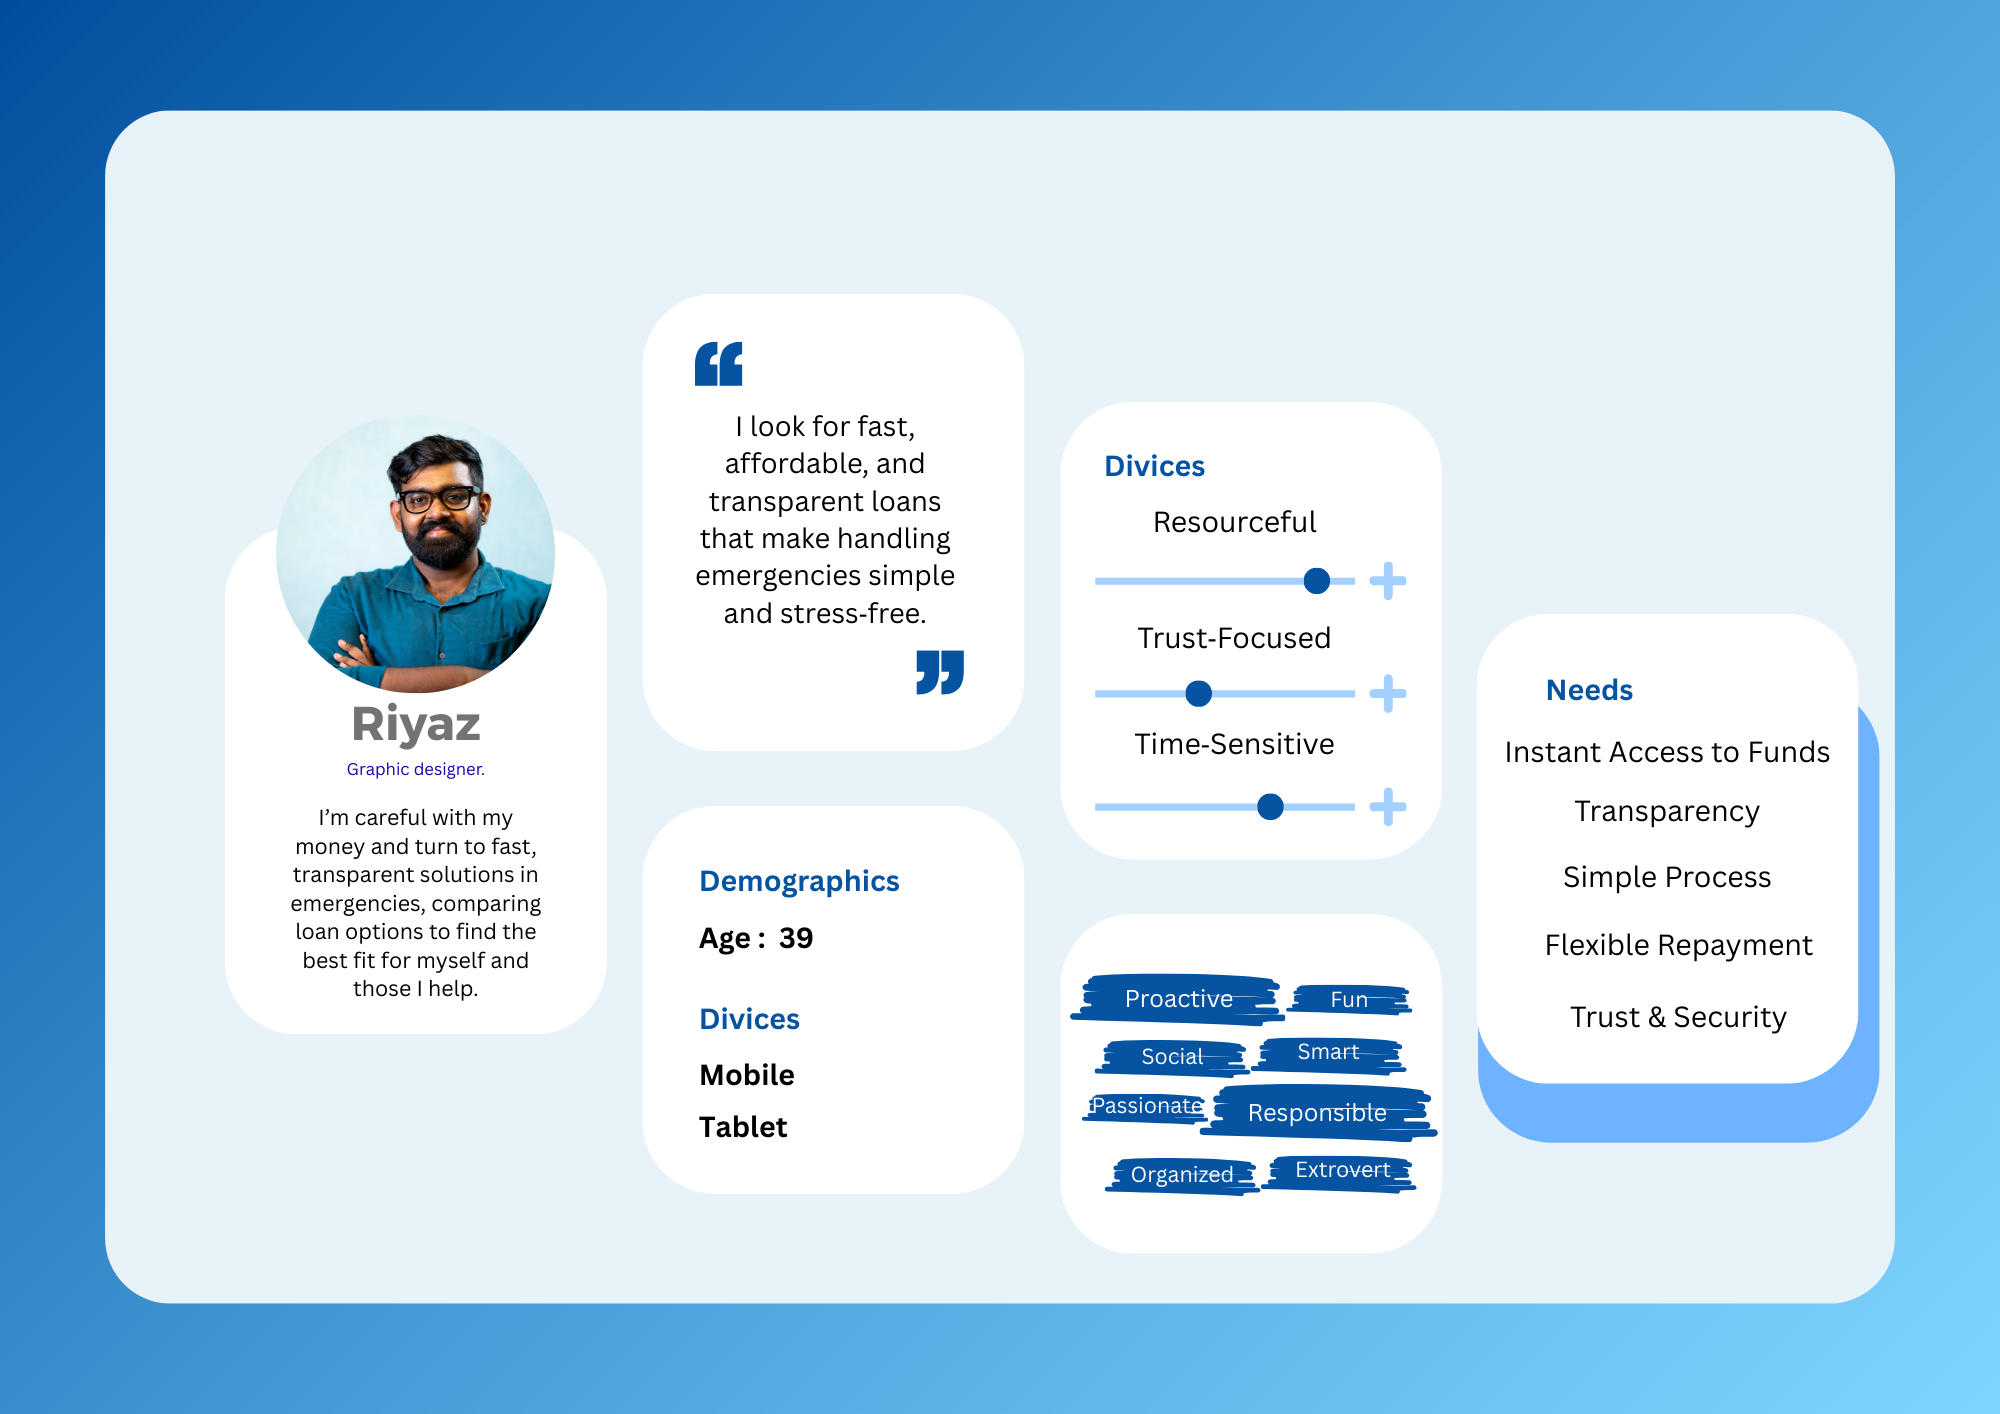 Riyaz
Graphic designer.
I’m careful with my
money and turn to fast,
transparent solutions in
emergencies, comparing
loan options to find the
best fit for myself and
those I help.
“
I look for fast,
affordable, and
transparent loans
that make handling
emergencies simple
and stress-free.
”
Demographics
Age : 39
Divices
Mobile
Tablet
Divices
Resourceful
Trust-Focused
Time-Sensitive
Proactive
Fun
Social
Smart
Passionate
Responsible
Organized
Extrovert
Needs
Instant Access to Funds
Transparency
Simple Process
Flexible Repayment
Trust & Security